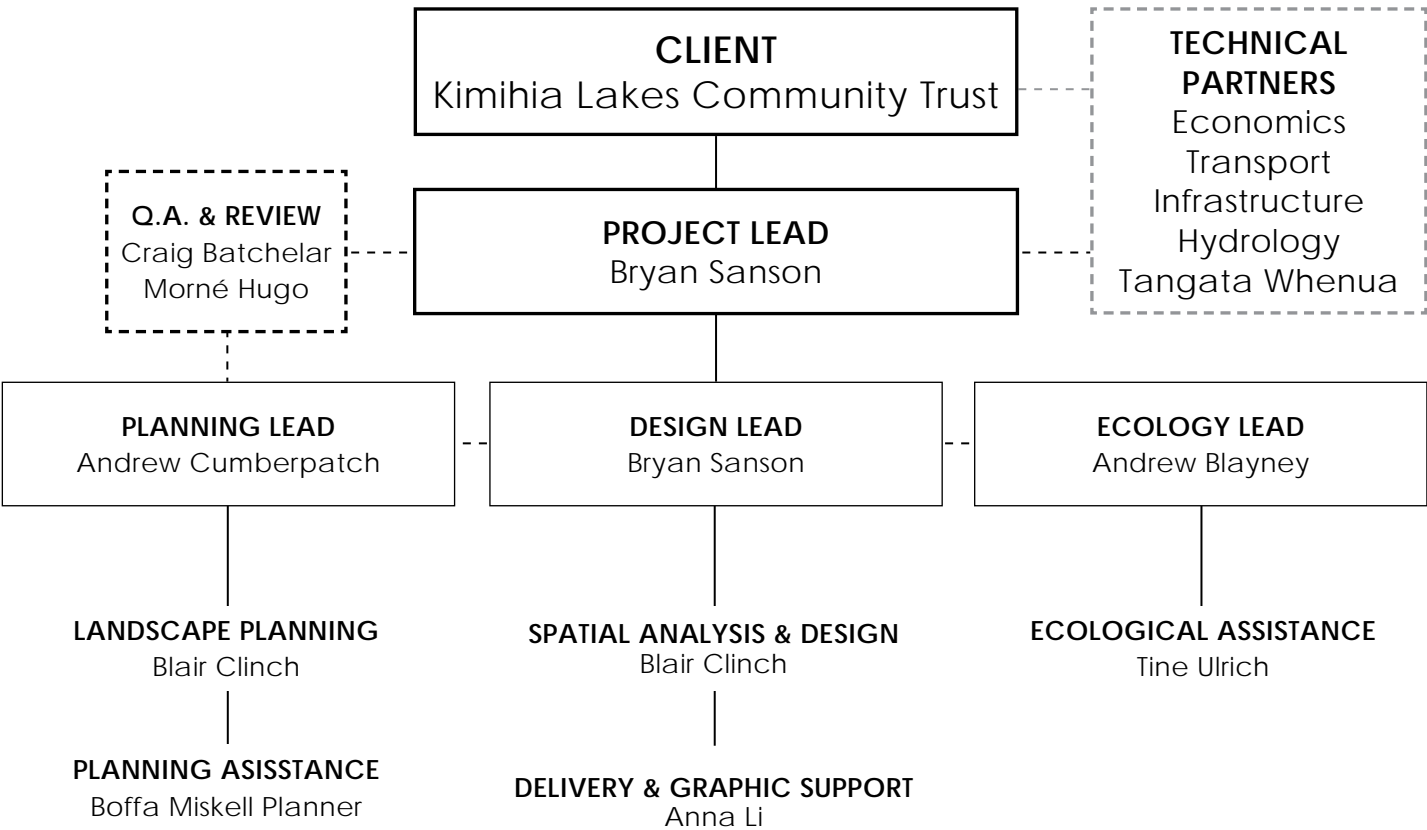 CLIENT
Kimihia Lakes Community Trust
TECHNICAL
PARTNERS
Economics
Transport
Infrastructure
Hydrology
Tangata Whenua
Q.A. & REVIEW
Craig Batchelar
Morné Hugo
PROJECT LEAD
Bryan Sanson
PLANNING LEAD
Andrew Cumberpatch
DESIGN LEAD
Bryan Sanson
ECOLOGY LEAD
Andrew Blayney
LANDSCAPE PLANNING
Blair Clinch
SPATIAL ANALYSIS & DESIGN
Blair Clinch
ECOLOGICAL ASSISTANCE
Tine Ulrich
PLANNING ASISSTANCE
Boffa Miskell Planner
DELIVERY & GRAPHIC SUPPORT
Anna Li